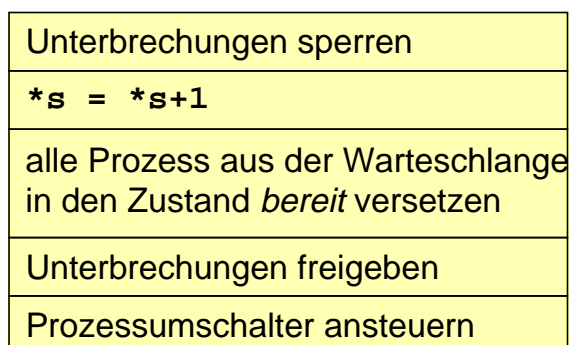 Unterbrechungen sperren
*s = *s+1
alle Prozess aus der Warteschlange
in den Zustand bereit versetzen
Unterbrechungen freigeben
Prozessumschalter ansteuern